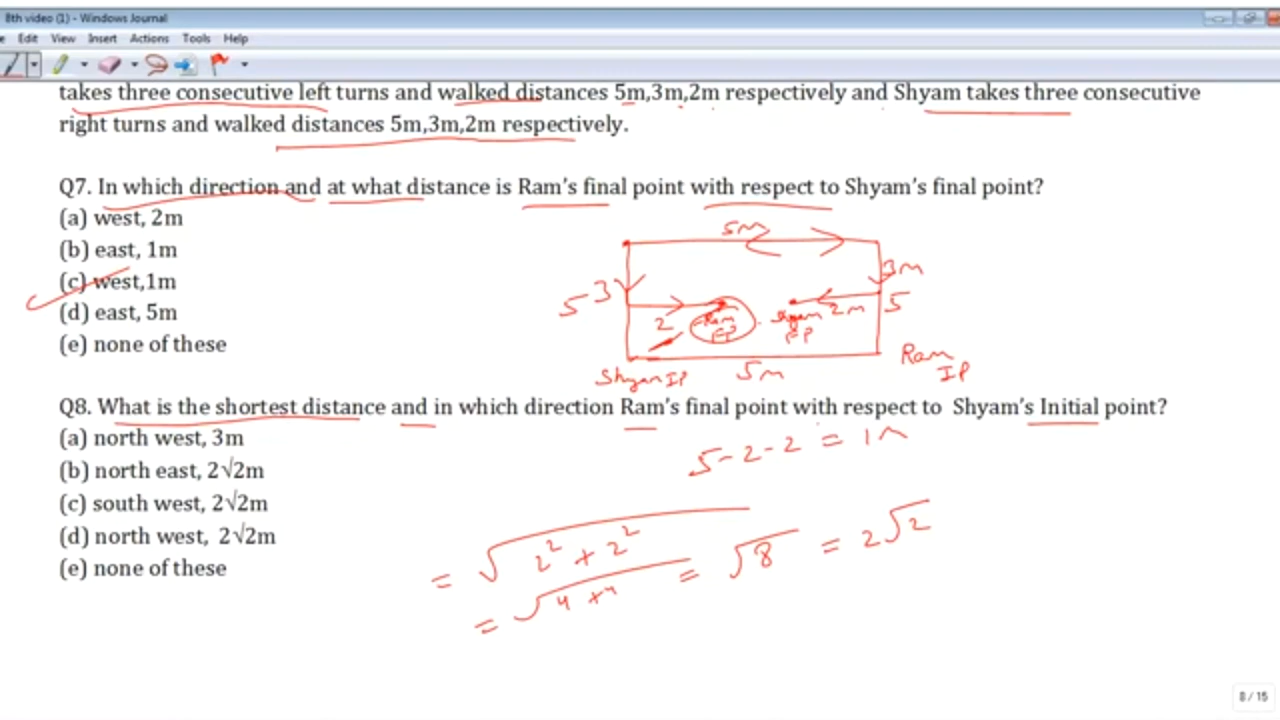 8th video (1) - Windows Journal
e Edit View Insert Actions Tools Help
takes three consecutive left turns and walked distances 5m,3m,2m respectively and Shyam takes three consecutive
right turns and walked distances 5m,3m,2m respectively.
Q7. In which direction and at what distance is Ram's final point with respect to Shyam's final point?
(a) west, 2m
(b) east, 1m
(c) west,1m
(d) east, 5m
(e) none of these
5m
3m
5 3
5
2
Ram
FP
Shyam
FP
2m
Shyam IP
5m
Ram
IP
Q8. What is the shortest distance and in which direction Ram's final point with respect to Shyam's Initial point?
(a) north west, 3m
(b) north east, 2√2m
(c) south west, 2√2m
(d) north west, 2√2m
(e) none of these
5-2-2 = 1m
= √2² + 2²
= √4 +4 = √8 = 2√2
8 / 15